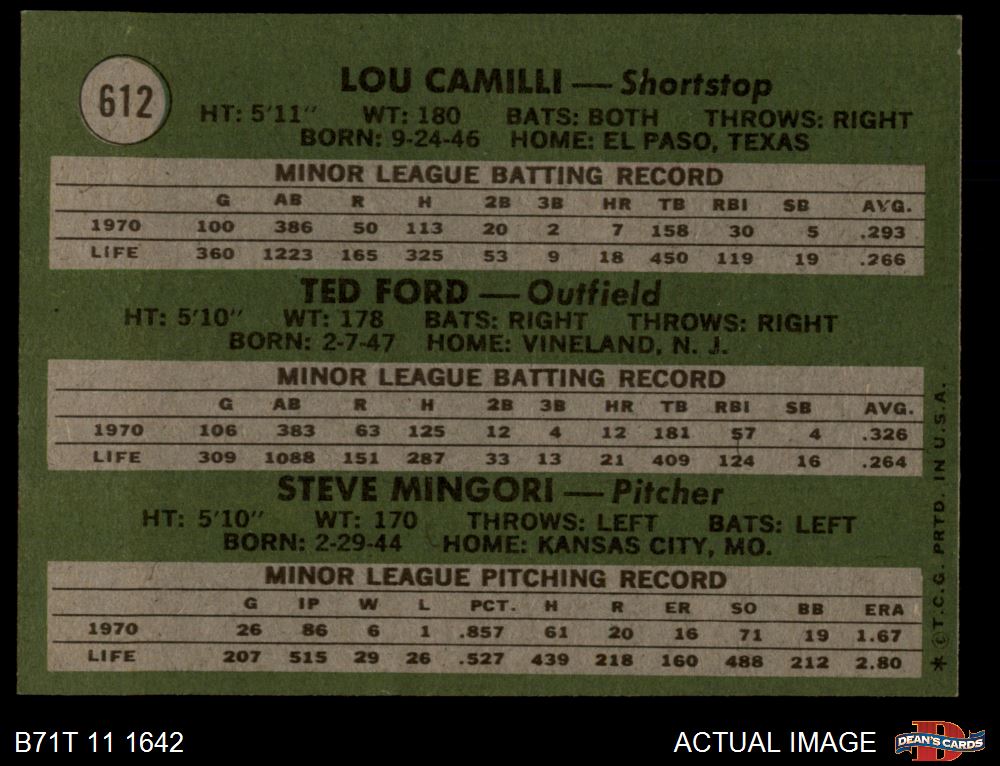 612
LOU CAMILLI — Shortstop
HT: 5'11" WT: 180 BATS: BOTH THROWS: RIGHT
BORN: 9-24-46 HOME: EL PASO, TEXAS
MINOR LEAGUE BATTING RECORD
G AB R H 2B 3B HR TB RBI SB AVG.
1970 100 386 50 113 20 2 7 158 30 5 .293
LIFE 360 1223 165 325 53 9 18 450 119 19 .266
TED FORD — Outfield
HT: 5'10" WT: 178 BATS: RIGHT THROWS: RIGHT
BORN: 2-7-47 HOME: VINELAND, N. J.
MINOR LEAGUE BATTING RECORD
G AB R H 2B 3B HR TB RBI SB AVG.
1970 106 383 63 125 12 4 12 181 57 4 .326
LIFE 309 1088 151 287 33 13 21 409 124 16 .264
STEVE MINGORI — Pitcher
HT: 5'10" WT: 170 THROWS: LEFT BATS: LEFT
BORN: 2-29-44 HOME: KANSAS CITY, MO.
MINOR LEAGUE PITCHING RECORD
G IP W L PCT. H R ER SO BB ERA
1970 26 86 6 1 .857 61 20 16 71 19 1.67
LIFE 207 515 29 26 .527 439 218 160 488 212 2.80
* © T.C.G. PRTD. IN U.S.A.
B71T 11 1642
ACTUAL IMAGE
DEAN'S CARDS